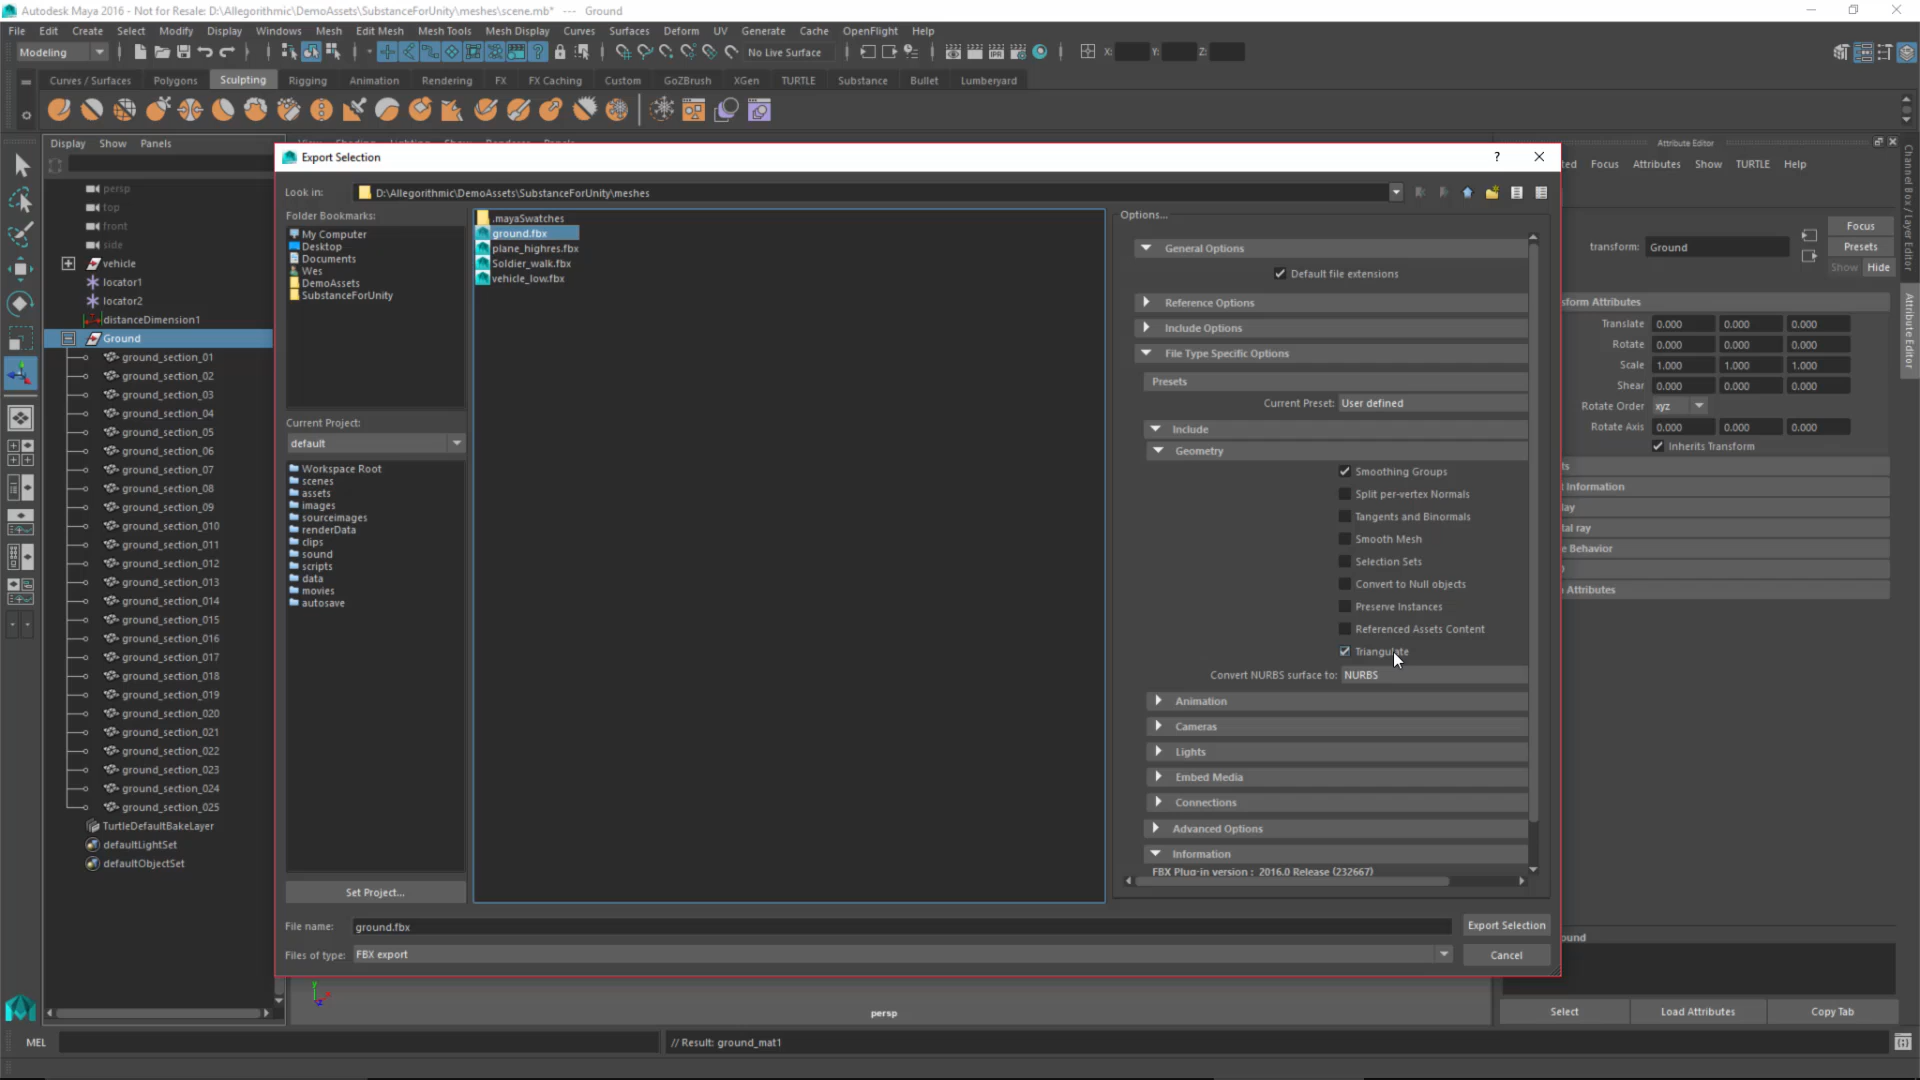 Autodesk Maya 2016 - Not for Resale: D:\Allegorithmic\DemoAssets\SubstanceForUnity\meshes\scene.mb* --- Ground
File Edit Create Select Modify Display Windows Mesh Edit Mesh Mesh Tools Mesh Display Curves Surfaces Deform UV Generate Cache OpenFlight Help
Modeling No Live Surface X: Y: Z:
Curves / Surfaces Polygons Sculpting Rigging Animation Rendering FX FX Caching Custom GoZBrush XGen TURTLE Substance Bullet Lumberyard
Display Show Panels
Attribute Editor
Export Selection ?
Focus Attributes Show TURTLE Help
Look in: D:\Allegorithmic\DemoAssets\SubstanceForUnity\meshes
persp
top
front
side
vehicle
locator1
locator2
distanceDimension1
Ground
ground_section_01
ground_section_02
ground_section_03
ground_section_04
ground_section_05
ground_section_06
ground_section_07
ground_section_08
ground_section_09
ground_section_010
ground_section_011
ground_section_012
ground_section_013
ground_section_014
ground_section_015
ground_section_016
ground_section_017
ground_section_018
ground_section_019
ground_section_020
ground_section_021
ground_section_022
ground_section_023
ground_section_024
ground_section_025
TurtleDefaultBakeLayer
defaultLightSet
defaultObjectSet
Folder Bookmarks:
My Computer
Desktop
Documents
Wes
DemoAssets
SubstanceForUnity
Current Project:
default
Workspace Root
scenes
assets
images
sourceimages
renderData
clips
sound
scripts
data
movies
autosave
Set Project...
.mayaSwatches
ground.fbx
plane_highres.fbx
Soldier_walk.fbx
vehicle_low.fbx
Options...
General Options
Default file extensions
Reference Options
Include Options
File Type Specific Options
Presets
Current Preset: User defined
Include
Geometry
Smoothing Groups
Split per-vertex Normals
Tangents and Binormals
Smooth Mesh
Selection Sets
Convert to Null objects
Preserve Instances
Referenced Assets Content
Triangulate
Convert NURBS surface to: NURBS
Animation
Cameras
Lights
Embed Media
Connections
Advanced Options
Information
FBX Plug-in version : 2016.0 Release (232667)
File name: ground.fbx Export Selection
Files of type: FBX export Cancel
transform: Ground
Focus
Presets
Show Hide
Translate 0.000 0.000 0.000
Rotate 0.000 0.000 0.000
Scale 1.000 1.000 1.000
Shear 0.000 0.000 0.000
Rotate Order xyz
Rotate Axis 0.000 0.000 0.000
Inherits Transform
Information
Behavior
Attributes
Select Load Attributes Copy Tab
Channel Box / Layer Editor
Attribute Editor
persp
MEL // Result: ground_mat1